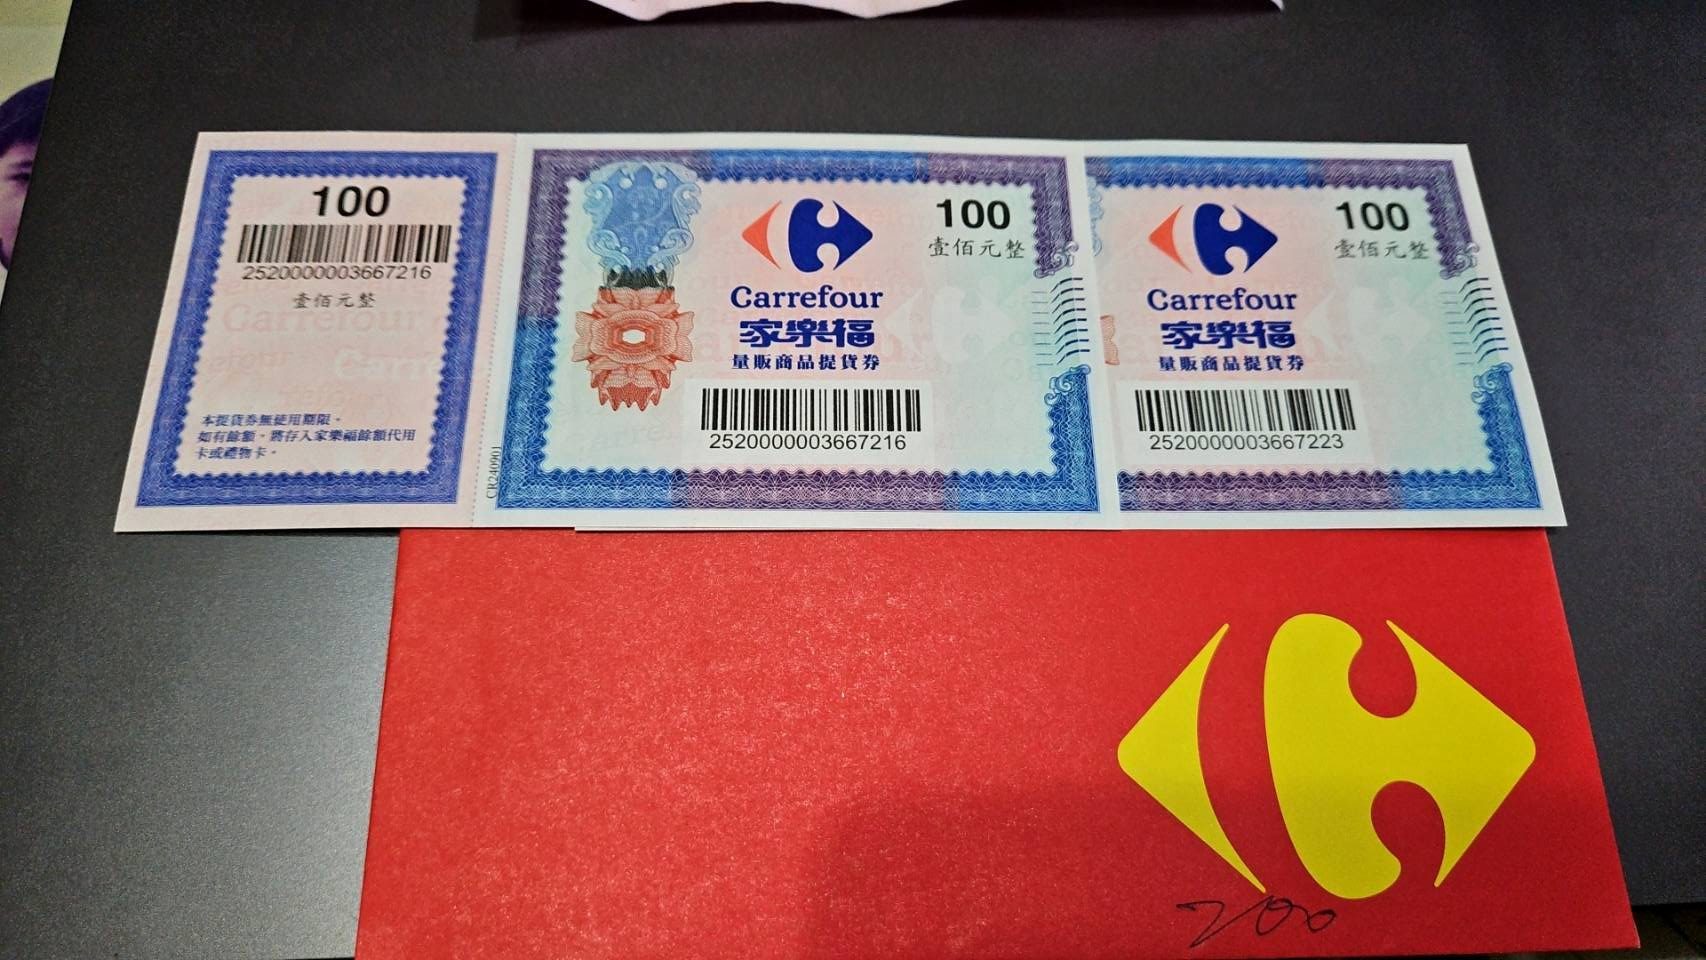 100
2520000003667216
壹佰元整
本提貨券無使用期限。
如有餘額，將存入家樂福餘額代用
卡或禮物卡。
CR240901
100
壹佰元整
Carrefour
家樂福
量販商品提貨券
2520000003667216
100
壹佰元整
Carrefour
家樂福
量販商品提貨券
2520000003667223
200